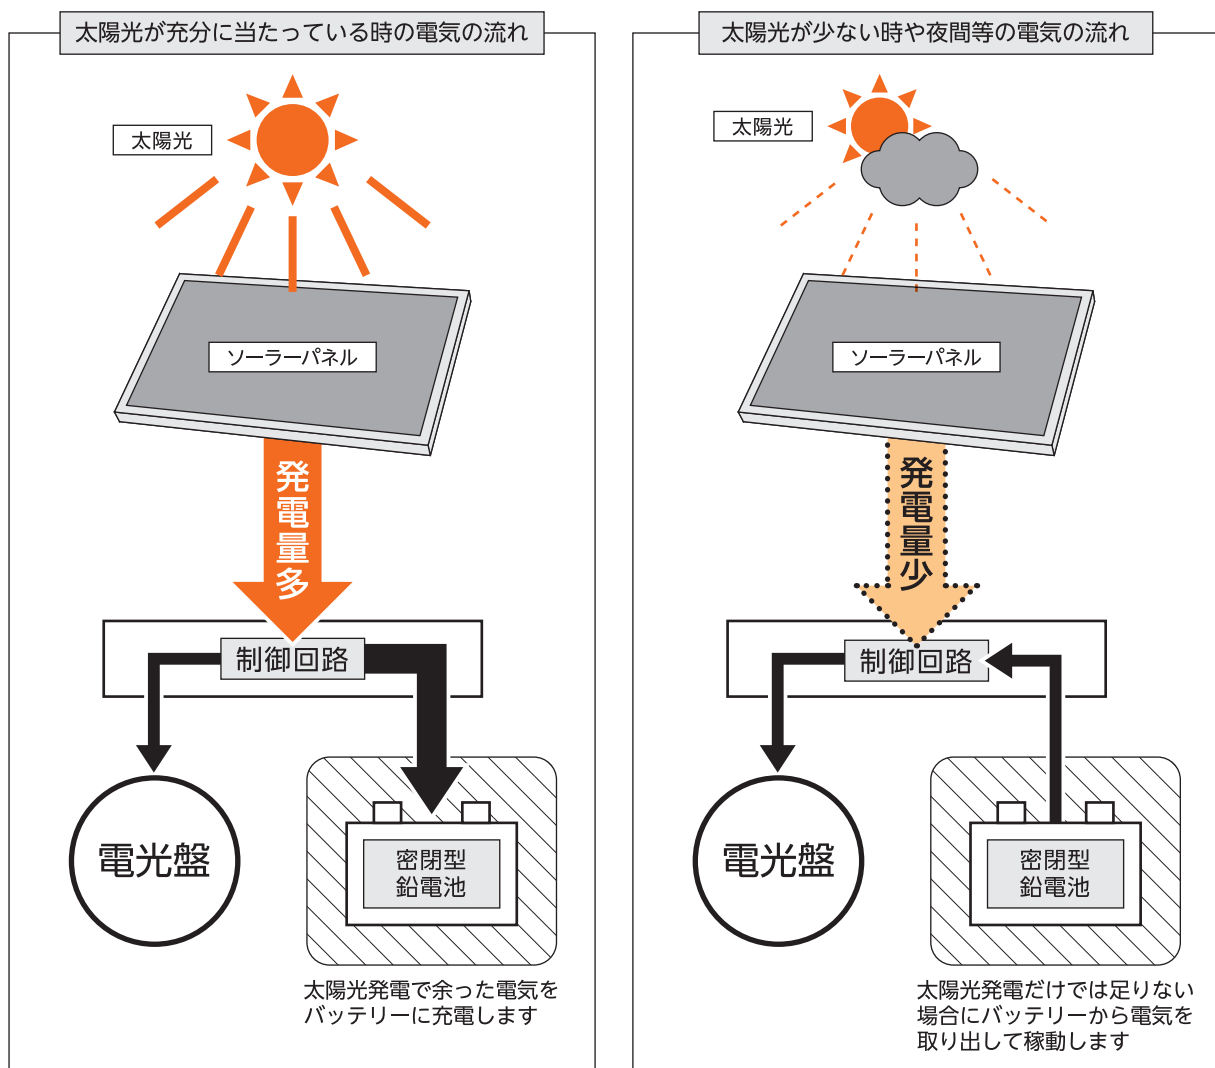 太陽光が充分に当たっている時の電気の流れ
太陽光
ソーラーパネル
発電量多
制御回路
電光盤
密閉型
鉛電池
太陽光発電で余った電気を
バッテリーに充電します
太陽光が少ない時や夜間等の電気の流れ
太陽光
ソーラーパネル
発電量少
制御回路
電光盤
密閉型
鉛電池
太陽光発電だけでは足りない
場合にバッテリーから電気を
取り出して稼動します